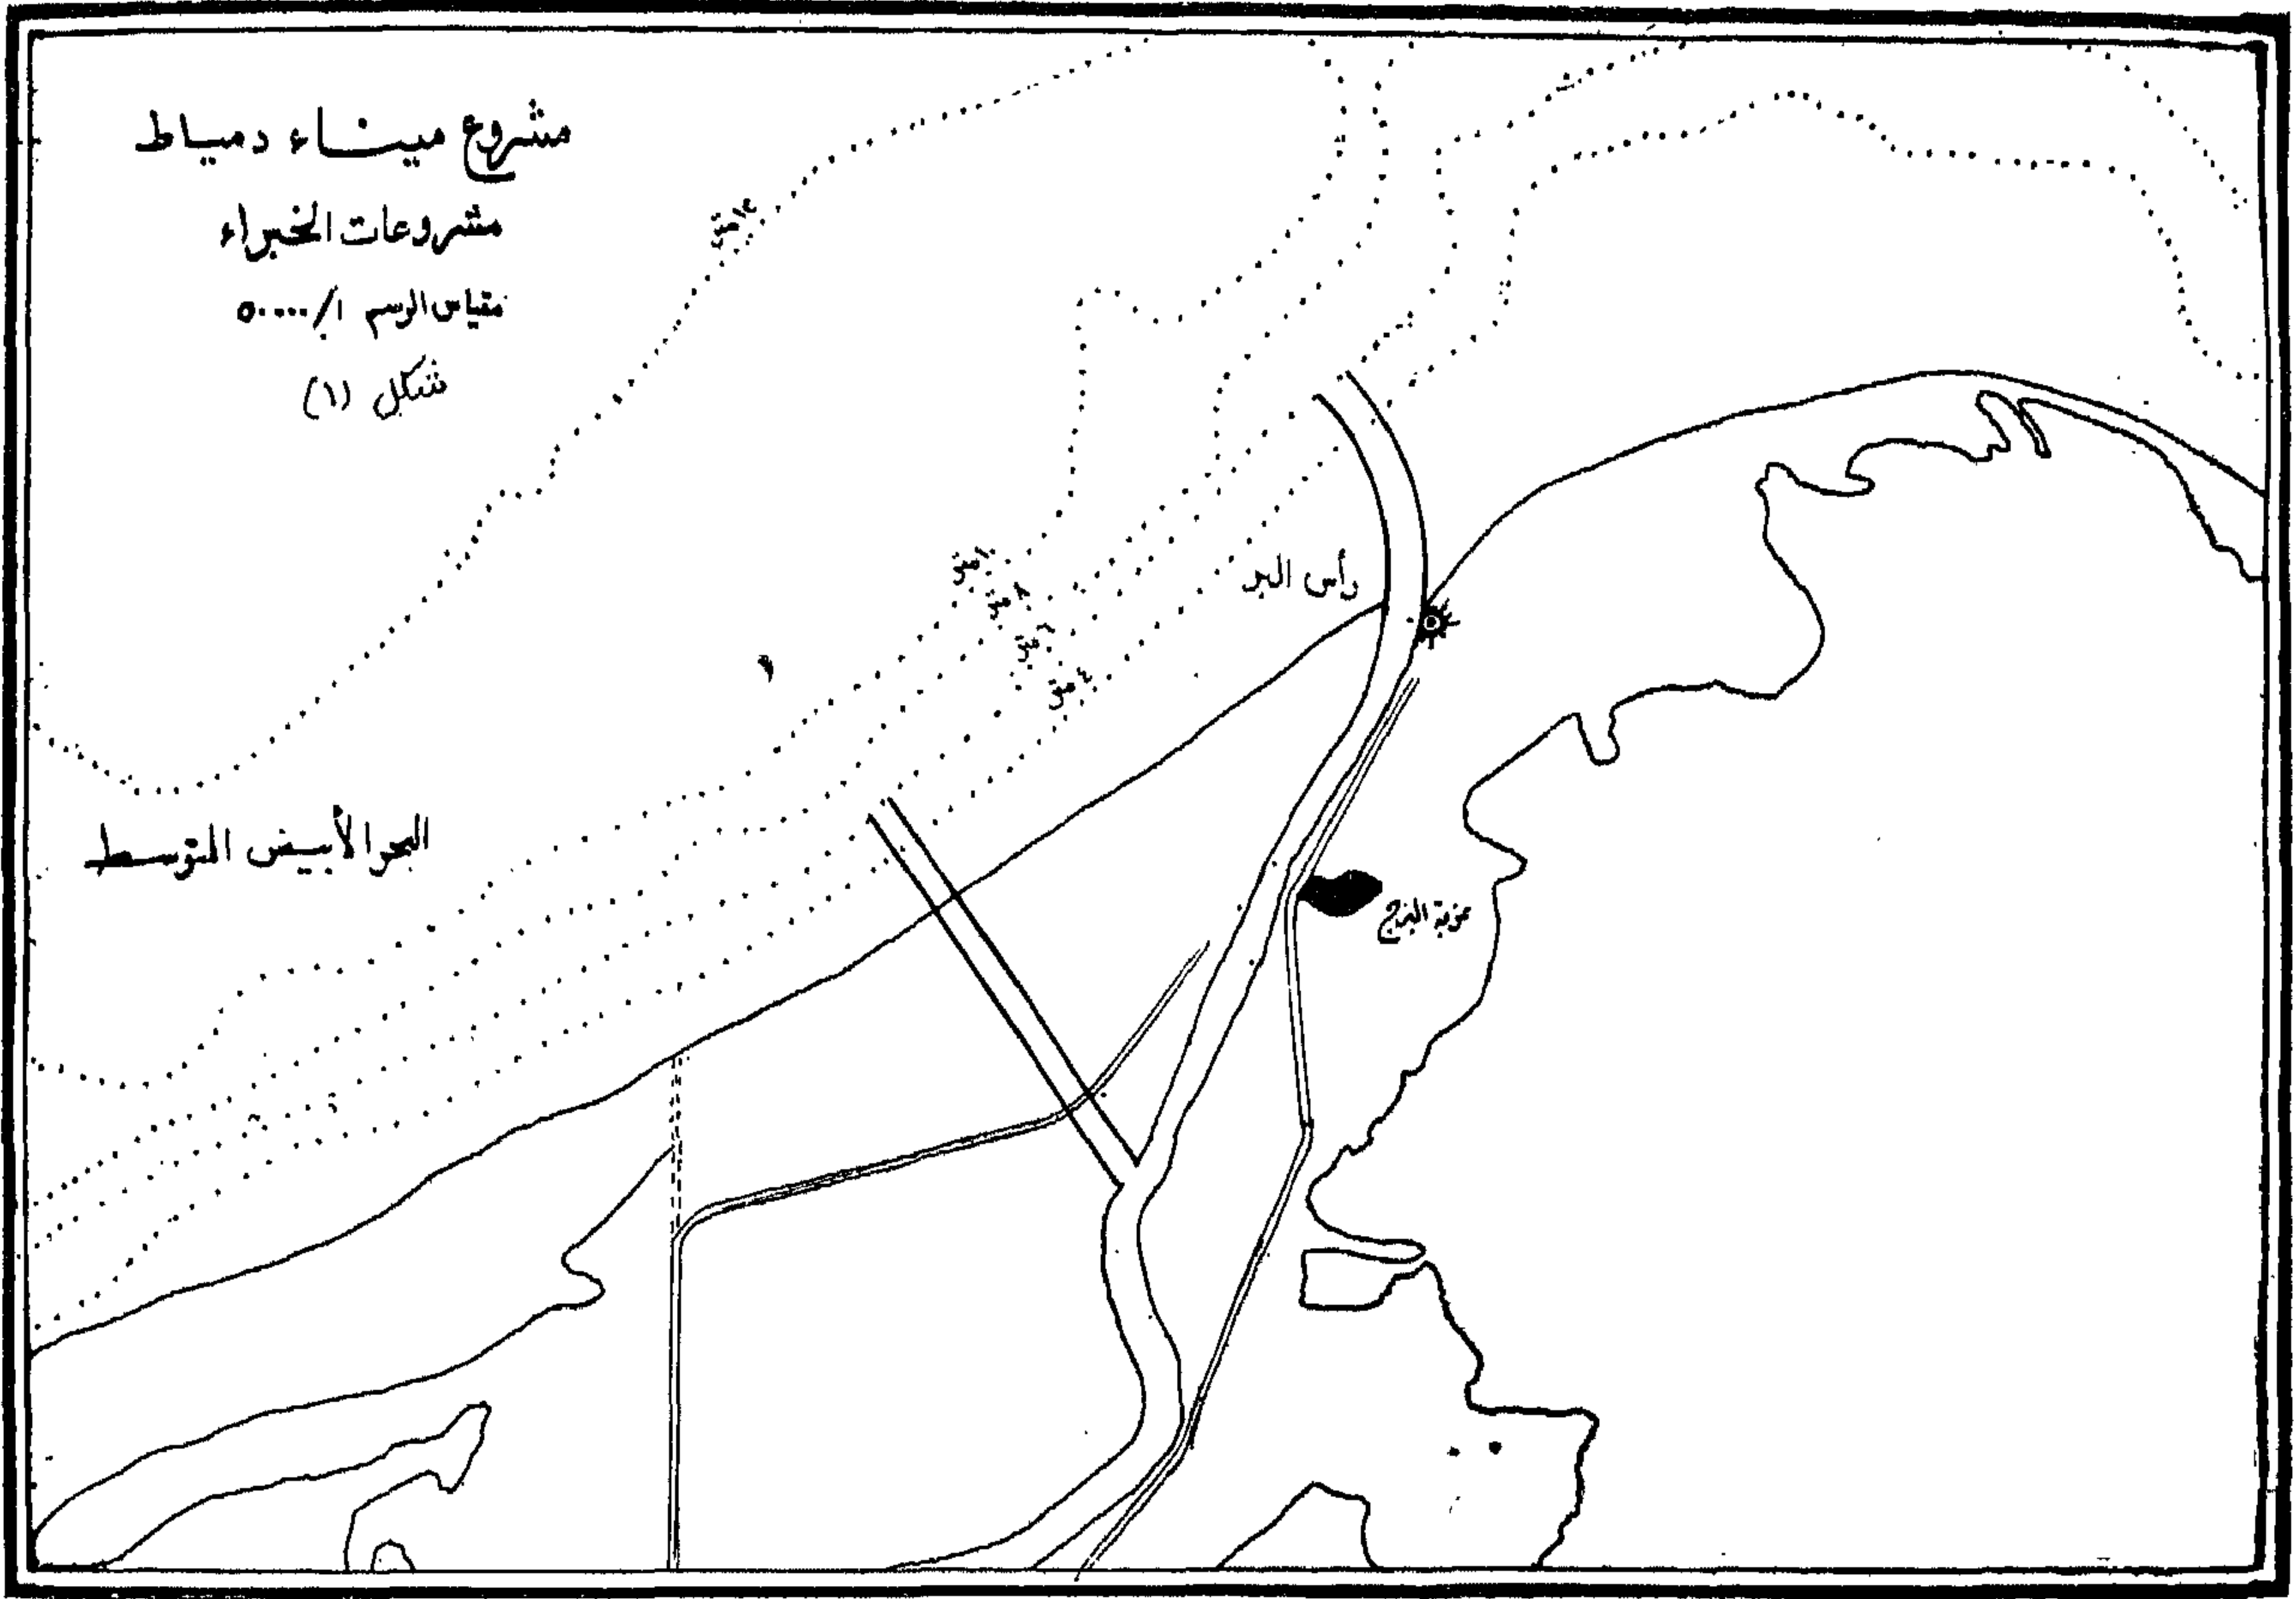 مشروع ميناء دمياط
مشروعات الخبراء
مقياس الرسم ١/٥٠٠٠٠
شكل (١)
رأس البر
البحر الأبيض المتوسط
عزبة البرج